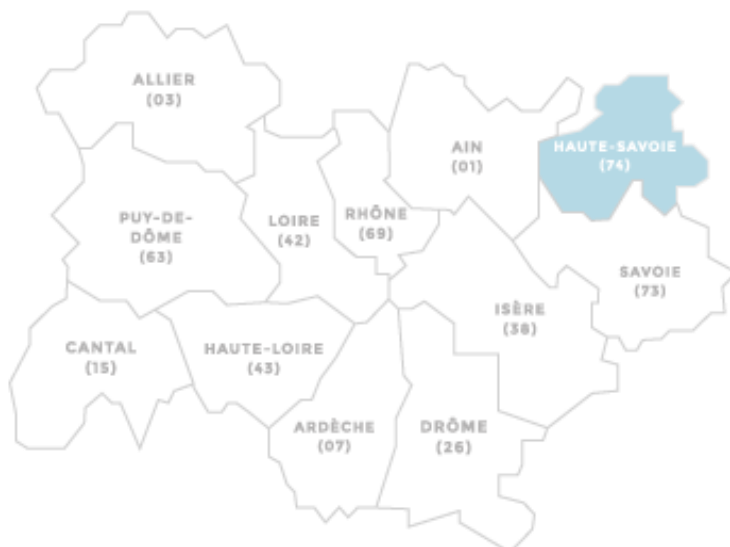 ALLIER
(03)
AIN
(01)
HAUTE-SAVOIE
(74)
PUY-DE-
DÔME
(63)
LOIRE
(42)
RHÔNE
(69)
SAVOIE
(73)
ISÈRE
(38)
CANTAL
(15)
HAUTE-LOIRE
(43)
ARDÈCHE
(07)
DRÔME
(26)